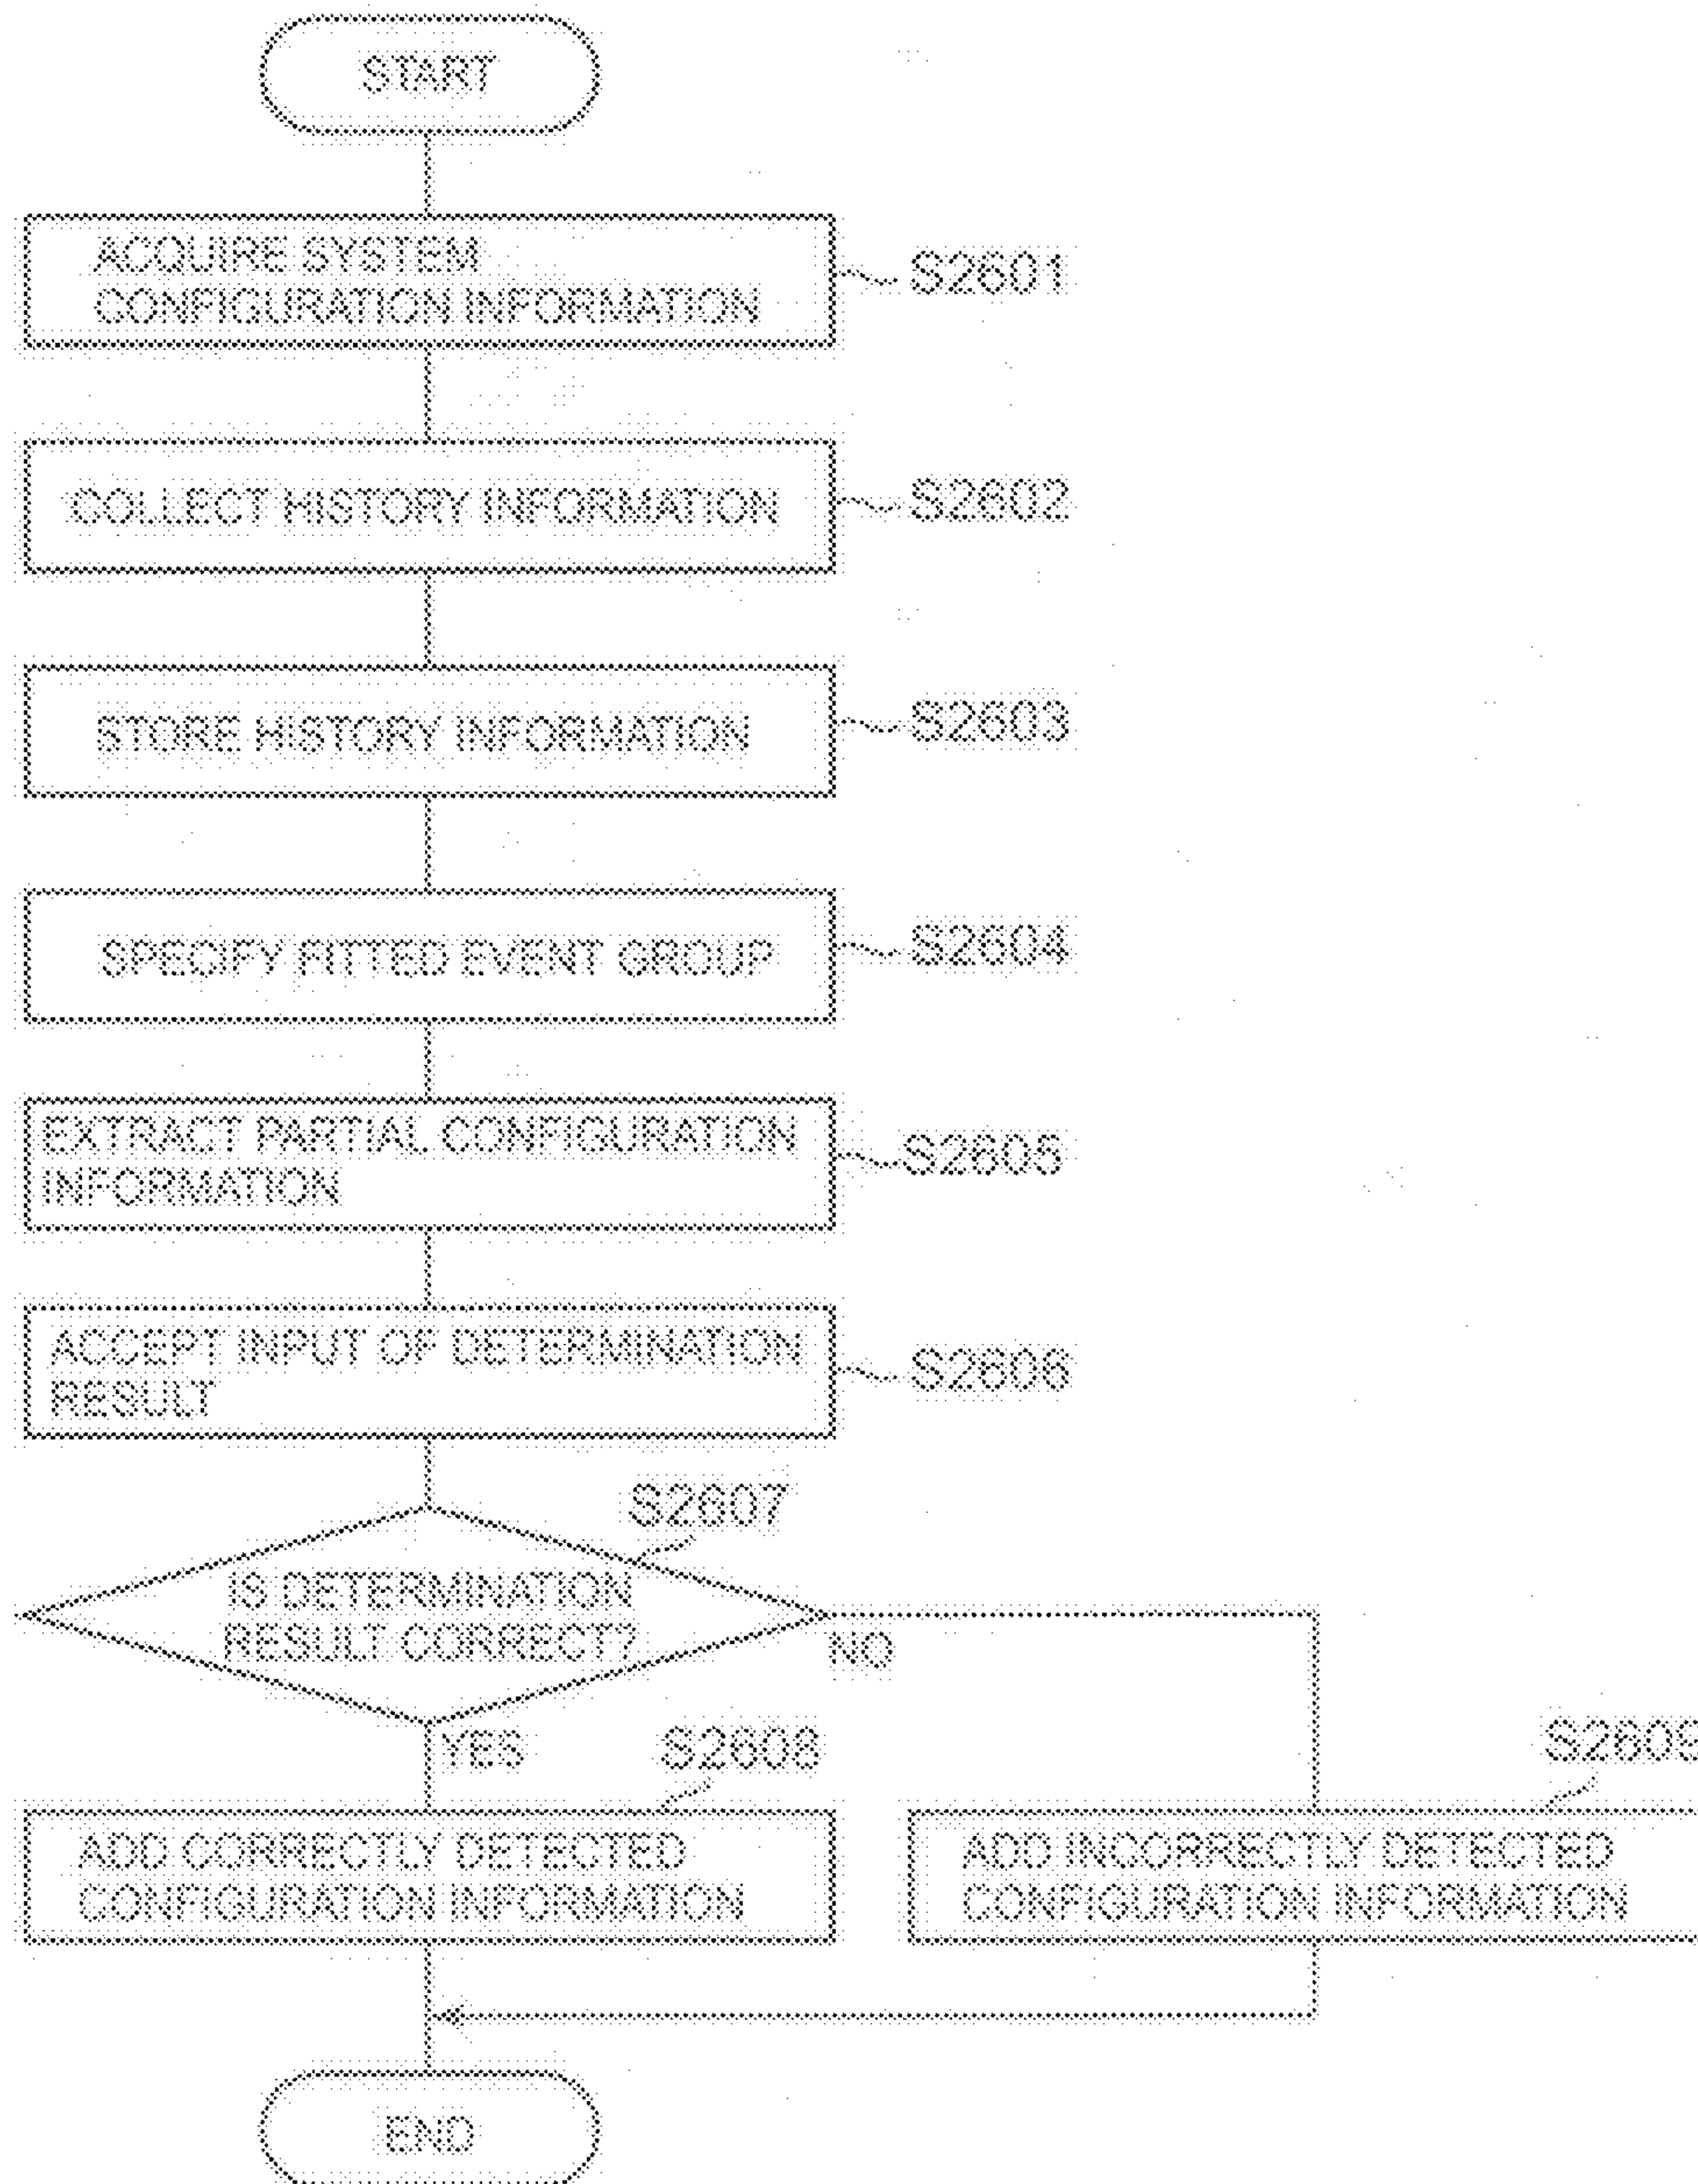 START
ACQUIRE SYSTEM
CONFIGURATION INFORMATION
S2601
COLLECT HISTORY INFORMATION
S2602
STORE HISTORY INFORMATION
S2603
SPECIFY FITTED EVENT GROUP
S2604
EXTRACT PARTIAL CONFIGURATION
INFORMATION
S2605
ACCEPT INPUT OF DETERMINATION
RESULT
S2606
S2607
IS DETERMINATION
RESULT CORRECT?
NO
YES
S2608
S2609
ADD CORRECTLY DETECTED
CONFIGURATION INFORMATION
ADD INCORRECTLY DETECTED
CONFIGURATION INFORMATION
END